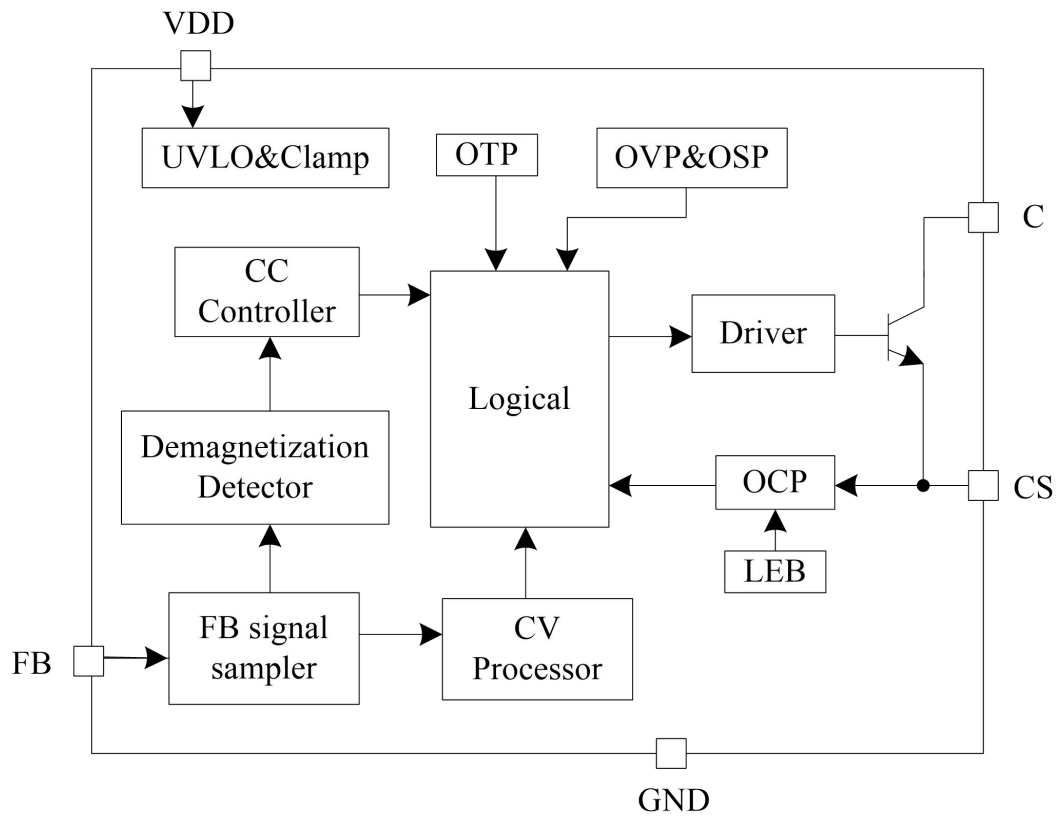 VDD
UVLO&Clamp
OTP
OVP&OSP
C
CC
Controller
Driver
Logical
Demagnetization
Detector
OCP
CS
LEB
FB signal
sampler
CV
Processor
FB
GND